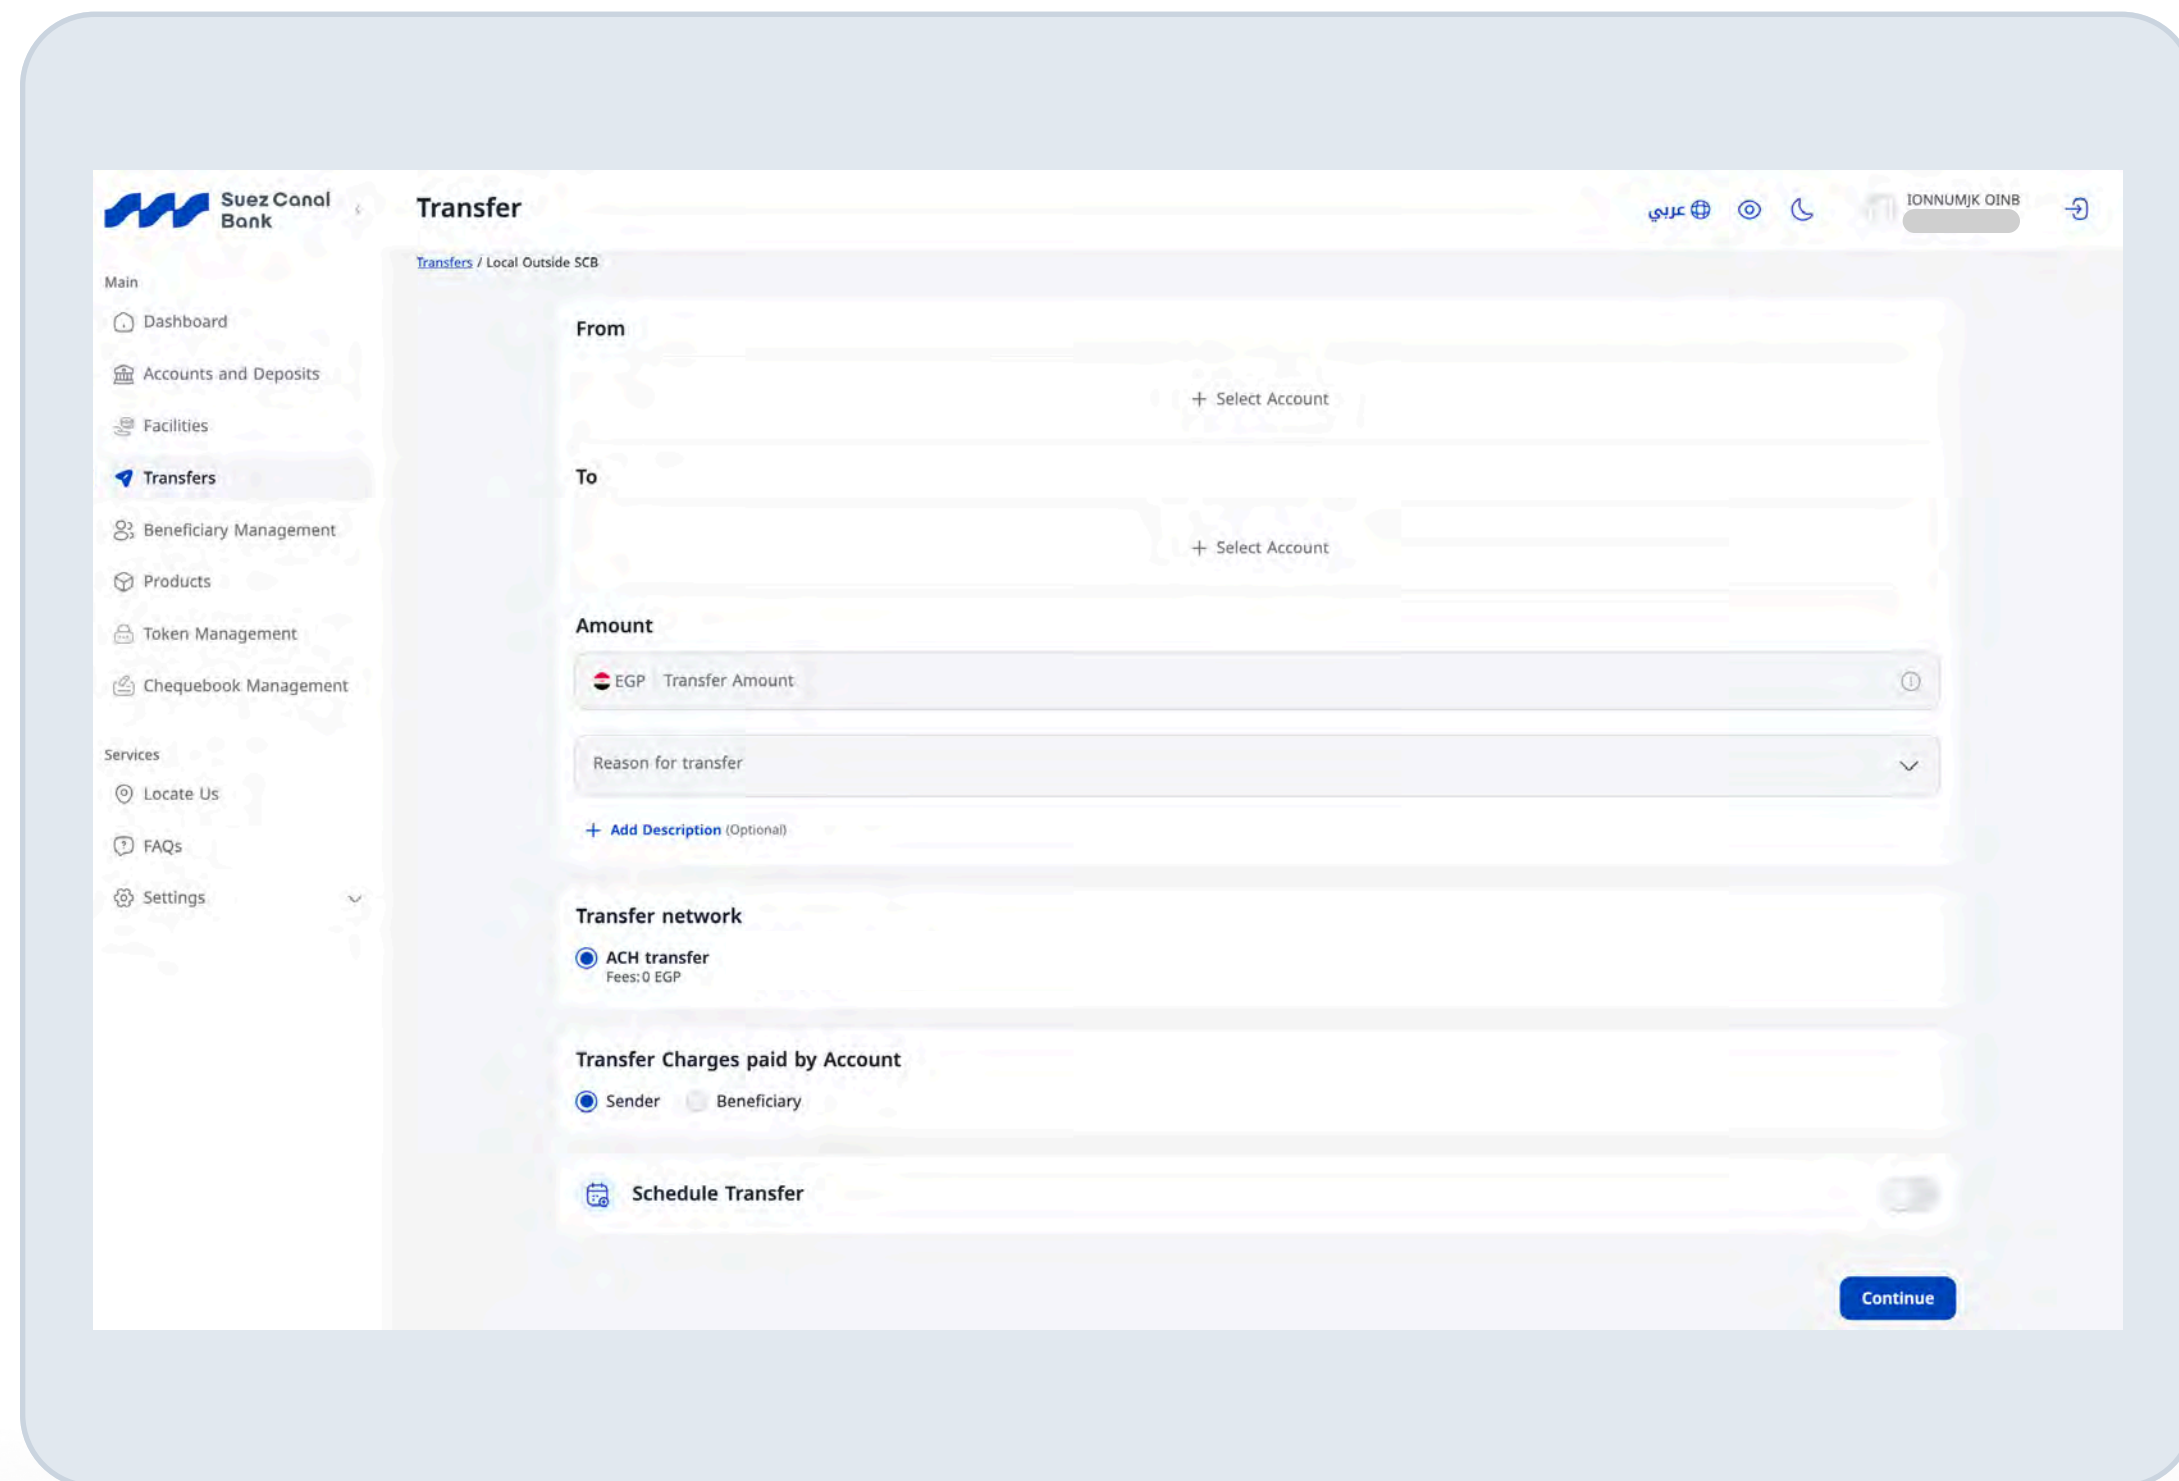 Suez Canal
Bank
Transfer
عربي
IONNUMJK OINB
Transfers / Local Outside SCB
Main
Dashboard
Accounts and Deposits
Facilities
Transfers
Beneficiary Management
Products
Token Management
Chequebook Management
Services
Locate Us
FAQs
Settings
From
+ Select Account
To
+ Select Account
Amount
EGP Transfer Amount
Reason for transfer
+ Add Description (Optional)
Transfer network
ACH transfer
Fees: 0 EGP
Transfer Charges paid by Account
Sender Beneficiary
Schedule Transfer
Continue